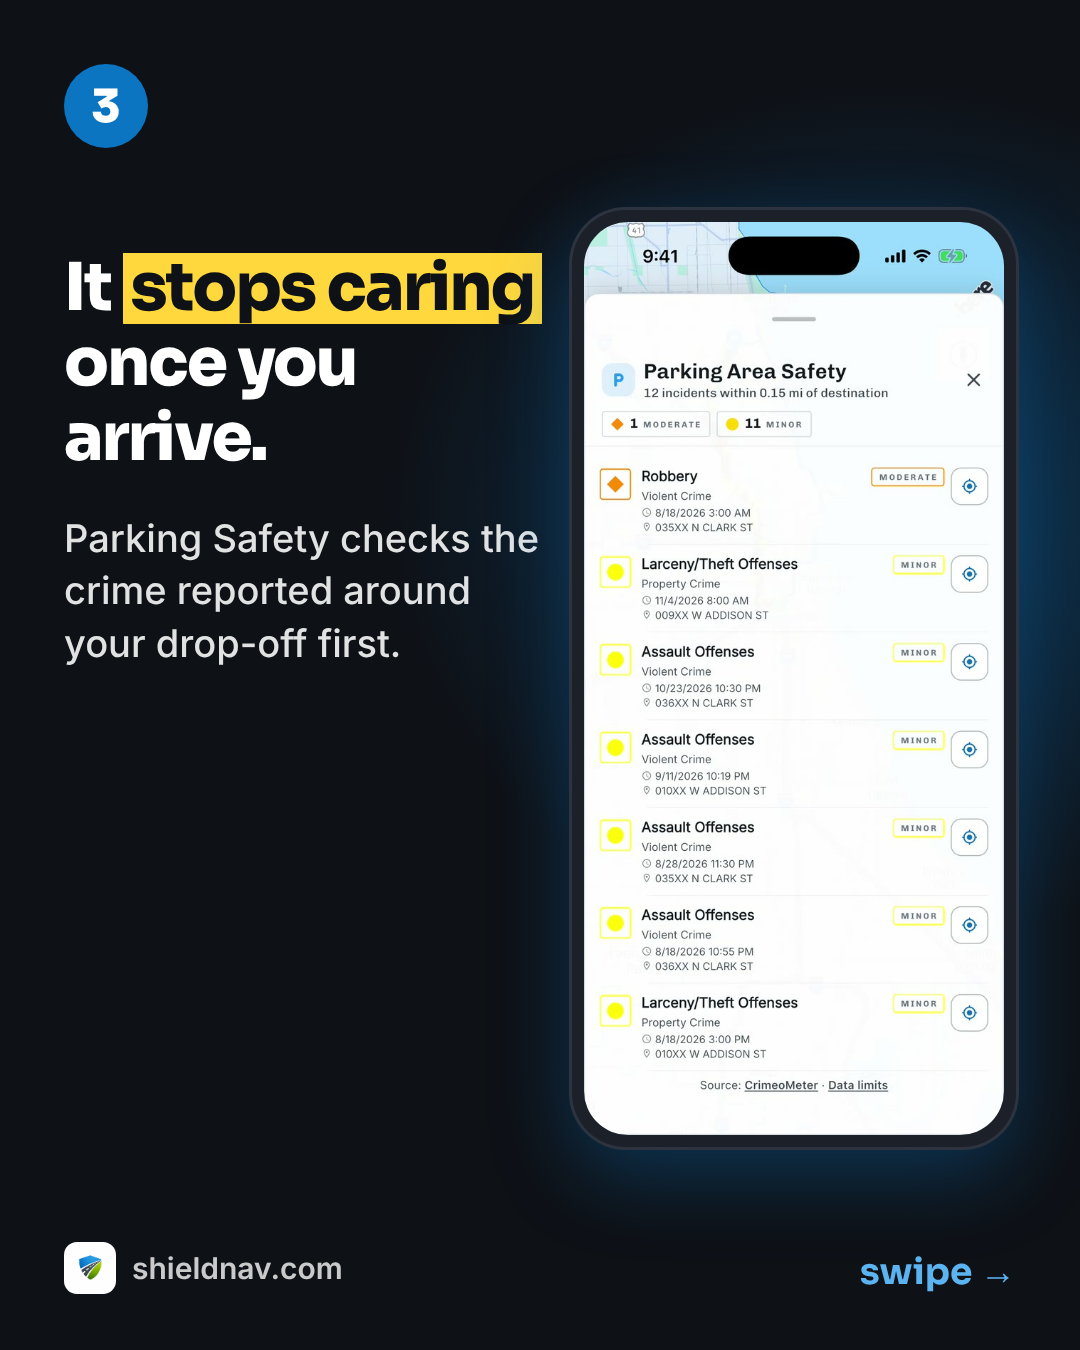 3
It stops caring
once you
arrive.
Parking Safety checks the
crime reported around
your drop-off first.
41
9:41
P
Parking Area Safety
12 incidents within 0.15 mi of destination
1 MODERATE
11 MINOR
Robbery
MODERATE
Violent Crime
8/18/2026 3:00 AM
035XX N CLARK ST
Larceny/Theft Offenses
MINOR
Property Crime
11/4/2026 8:00 AM
009XX W ADDISON ST
Assault Offenses
MINOR
Violent Crime
10/23/2026 10:30 PM
036XX N CLARK ST
Assault Offenses
MINOR
Violent Crime
9/11/2026 10:19 PM
010XX W ADDISON ST
Assault Offenses
MINOR
Violent Crime
8/28/2026 11:30 PM
035XX N CLARK ST
Assault Offenses
MINOR
Violent Crime
8/18/2026 10:55 PM
036XX N CLARK ST
Larceny/Theft Offenses
MINOR
Property Crime
8/18/2026 3:00 PM
010XX W ADDISON ST
Source: CrimeoMeter · Data limits
shieldnav.com
swipe →